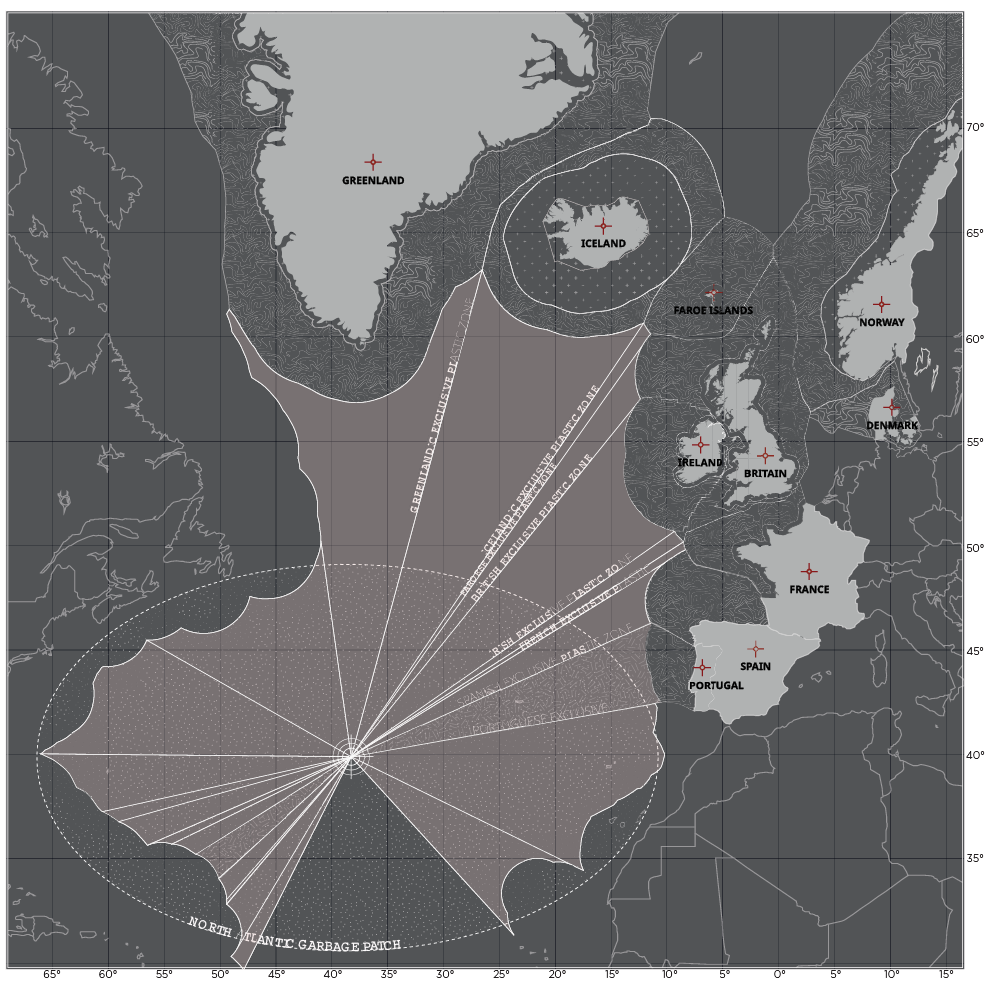 70°
GREENLAND
65°
ICELAND
FAROE ISLANDS
NORWAY
60°
DENMARK
55°
IRELAND
BRITAIN
50°
FRANCE
45°
SPAIN
PORTUGAL
40°
35°
GREENLANDIC EXCLUSIVE PLASTIC ZONE
ICELANDIC EXCLUSIVE PLASTIC ZONE
FAROESE EXCLUSIVE PLASTIC ZONE
BRITISH EXCLUSIVE PLASTIC ZONE
IRISH EXCLUSIVE PLASTIC ZONE
FRENCH EXCLUSIVE PLASTIC
SPANISH EXCLUSIVE PLASTIC ZONE
PORTUGUESE EXCLUSIVE
NORTH ATLANTIC GARBAGE PATCH
65° 60° 55° 50° 45° 40° 35° 30° 25° 20° 15° 10° 5° 0° 5° 10° 15°